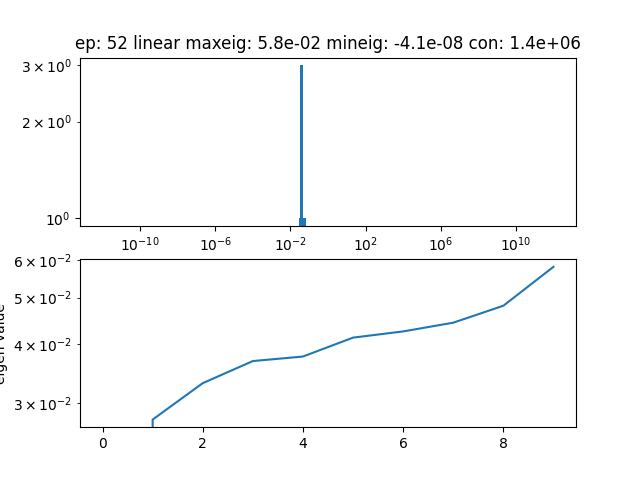 ep: 52 linear maxeig: 5.8e-02 mineig: -4.1e-08 con: 1.4e+06
3 × 10⁰
2 × 10⁰
10⁰
10⁻¹⁰ 10⁻⁶ 10⁻² 10² 10⁶ 10¹⁰
6 × 10⁻²
5 × 10⁻²
4 × 10⁻²
3 × 10⁻²
eigen value
0 2 4 6 8